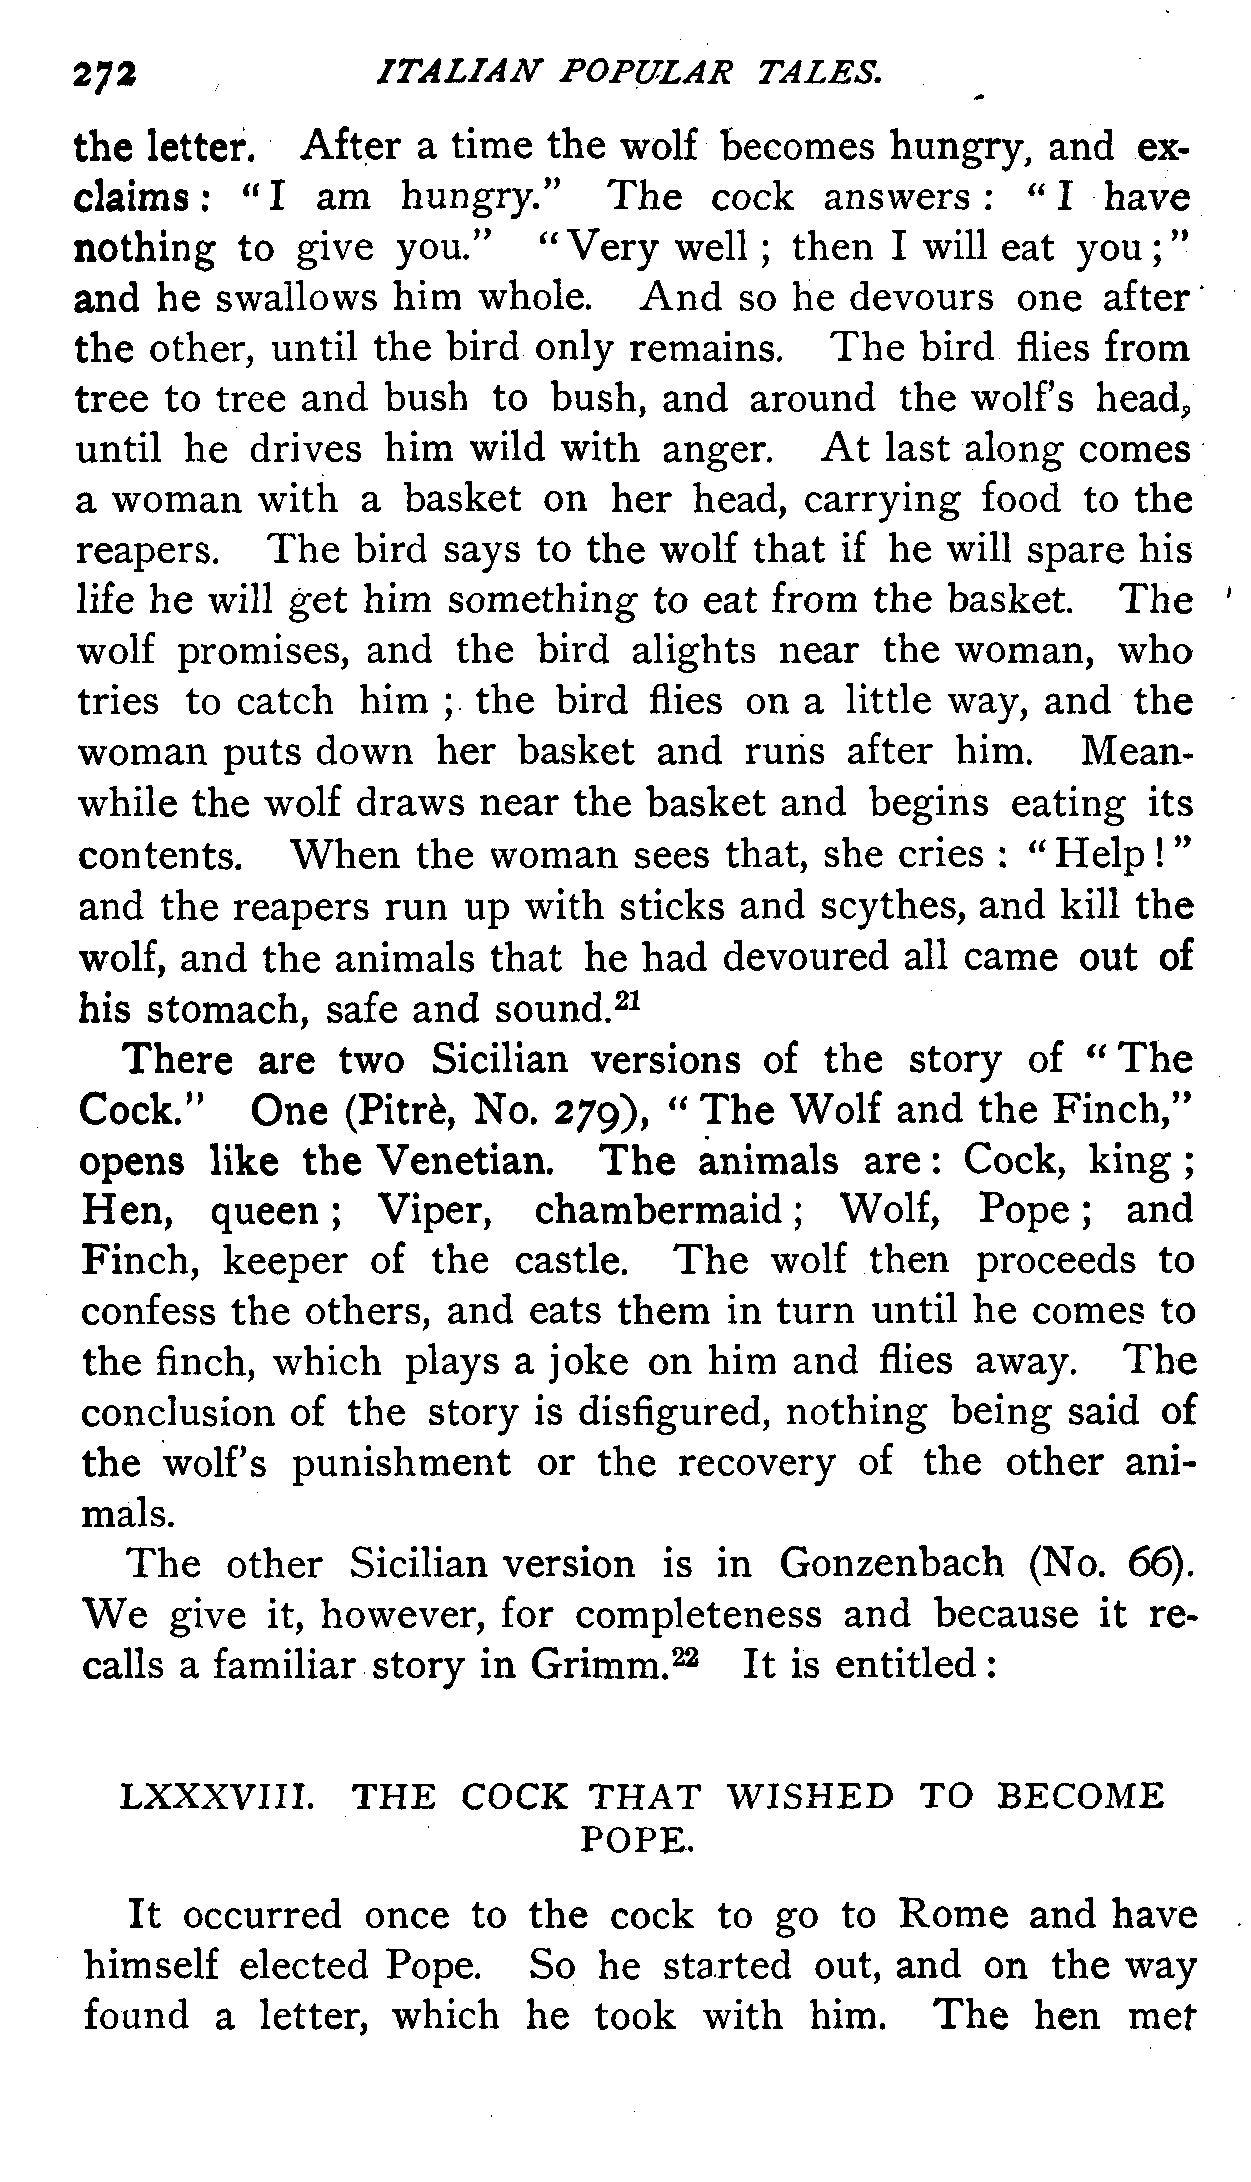 272 ITALIAN POPULAR TALES.
the letter. After a time the wolf becomes hungry, and ex-
claims : “ I am hungry.” The cock answers : “ I have
nothing to give you.” “ Very well ; then I will eat you ; ”
and he swallows him whole. And so he devours one after
the other, until the bird only remains. The bird flies from
tree to tree and bush to bush, and around the wolf’s head,
until he drives him wild with anger. At last along comes
a woman with a basket on her head, carrying food to the
reapers. The bird says to the wolf that if he will spare his
life he will get him something to eat from the basket. The
wolf promises, and the bird alights near the woman, who
tries to catch him ; the bird flies on a little way, and the
woman puts down her basket and runs after him. Mean-
while the wolf draws near the basket and begins eating its
contents. When the woman sees that, she cries : “ Help ! ”
and the reapers run up with sticks and scythes, and kill the
wolf, and the animals that he had devoured all came out of
his stomach, safe and sound.²¹
There are two Sicilian versions of the story of “ The
Cock.” One (Pitrè, No. 279), “ The Wolf and the Finch,”
opens like the Venetian. The animals are : Cock, king ;
Hen, queen ; Viper, chambermaid ; Wolf, Pope ; and
Finch, keeper of the castle. The wolf then proceeds to
confess the others, and eats them in turn until he comes to
the finch, which plays a joke on him and flies away. The
conclusion of the story is disfigured, nothing being said of
the wolf’s punishment or the recovery of the other ani-
mals.
The other Sicilian version is in Gonzenbach (No. 66).
We give it, however, for completeness and because it re-
calls a familiar story in Grimm.²² It is entitled :
LXXXVIII. THE COCK THAT WISHED TO BECOME
POPE.
It occurred once to the cock to go to Rome and have
himself elected Pope. So he started out, and on the way
found a letter, which he took with him. The hen met